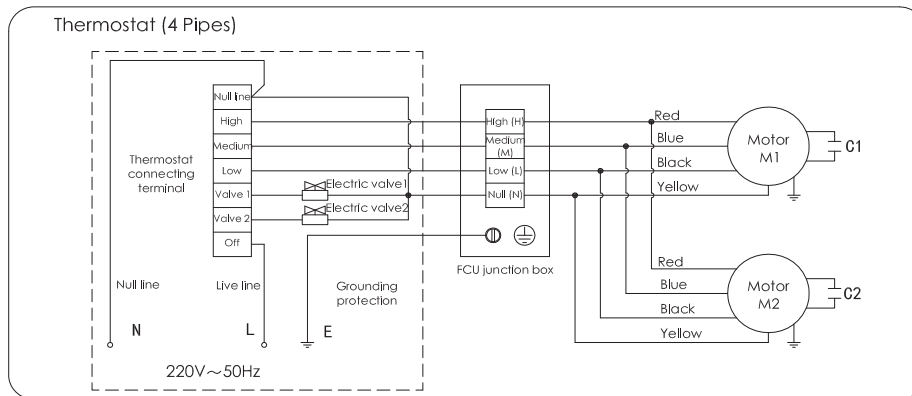 Thermostat (4 Pipes)
Null line
High
Medium
Low
Valve 1
Valve 2
Off
Thermostat
connecting
terminal
Electric valve1
Electric valve2
Null line
Live line
Grounding
protection
N
L
E
220V～50Hz
High (H)
Medium
(M)
Low (L)
Null (N)
FCU junction box
Red
Blue
Black
Yellow
Motor
M1
C1
Red
Blue
Black
Yellow
Motor
M2
C2